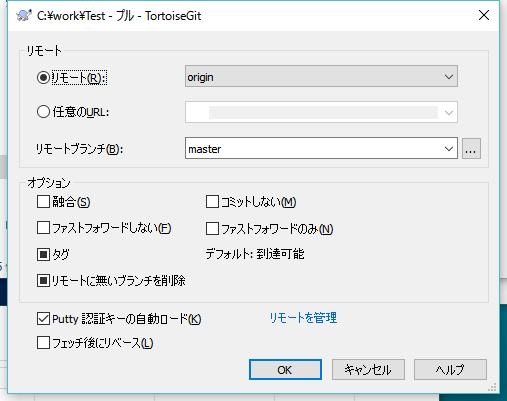 C:¥work¥Test - プル - TortoiseGit
リモート
リモート(R):
origin
任意のURL:
リモートブランチ(B):
master
...
オプション
融合(S)
コミットしない(M)
ファストフォワードしない(F)
ファストフォワードのみ(N)
タグ
デフォルト: 到達可能
リモートに無いブランチを削除
Putty 認証キーの自動ロード(K)
リモートを管理
フェッチ後にリベース(L)
OK
キャンセル
ヘルプ